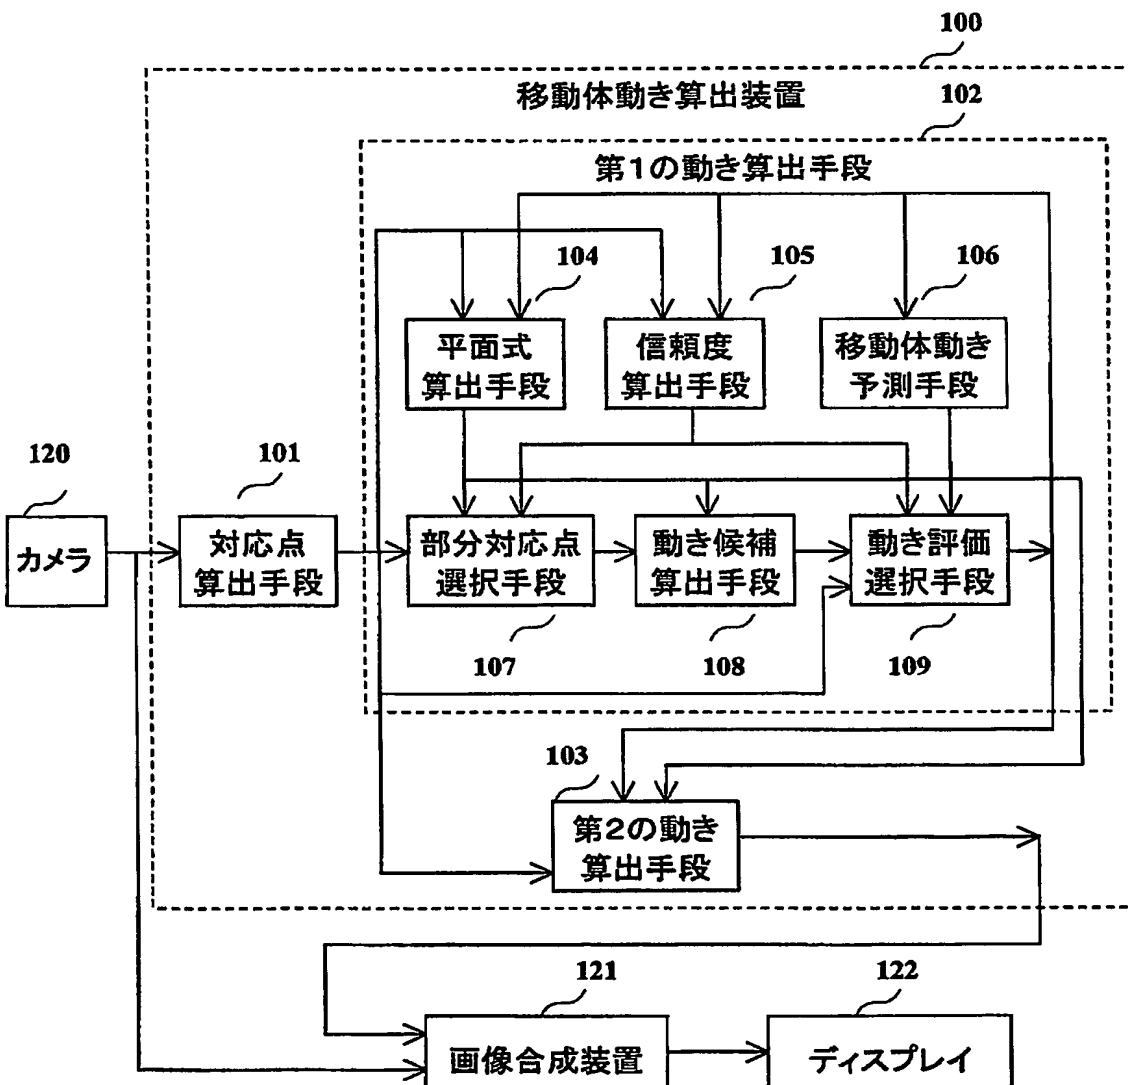 100
移動体動き算出装置
102
第1の動き算出手段
104
105
106
平面式
算出手段
信頼度
算出手段
移動体動き
予測手段
120
101
カメラ
対応点
算出手段
部分対応点
選択手段
動き候補
算出手段
動き評価
選択手段
107
108
109
103
第2の動き
算出手段
121
122
画像合成装置
ディスプレイ